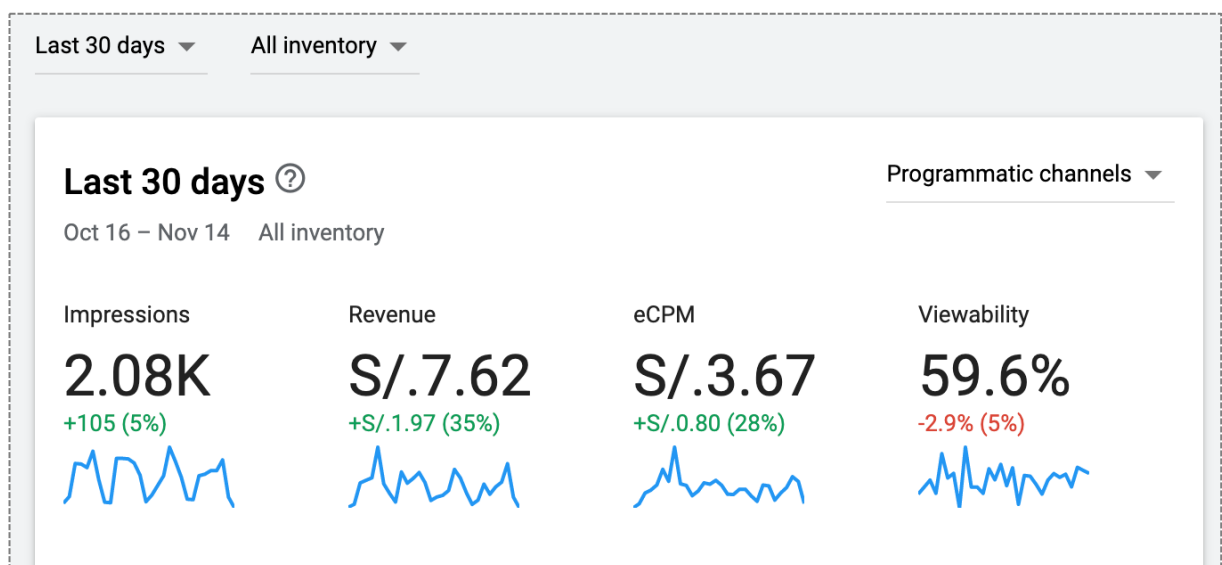 Last 30 days All inventory
Last 30 days ?
Programmatic channels
Oct 16 – Nov 14 All inventory
Impressions Revenue eCPM Viewability
2.08K S/.7.62 S/.3.67 59.6%
+105 (5%) +S/.1.97 (35%) +S/.0.80 (28%) -2.9% (5%)